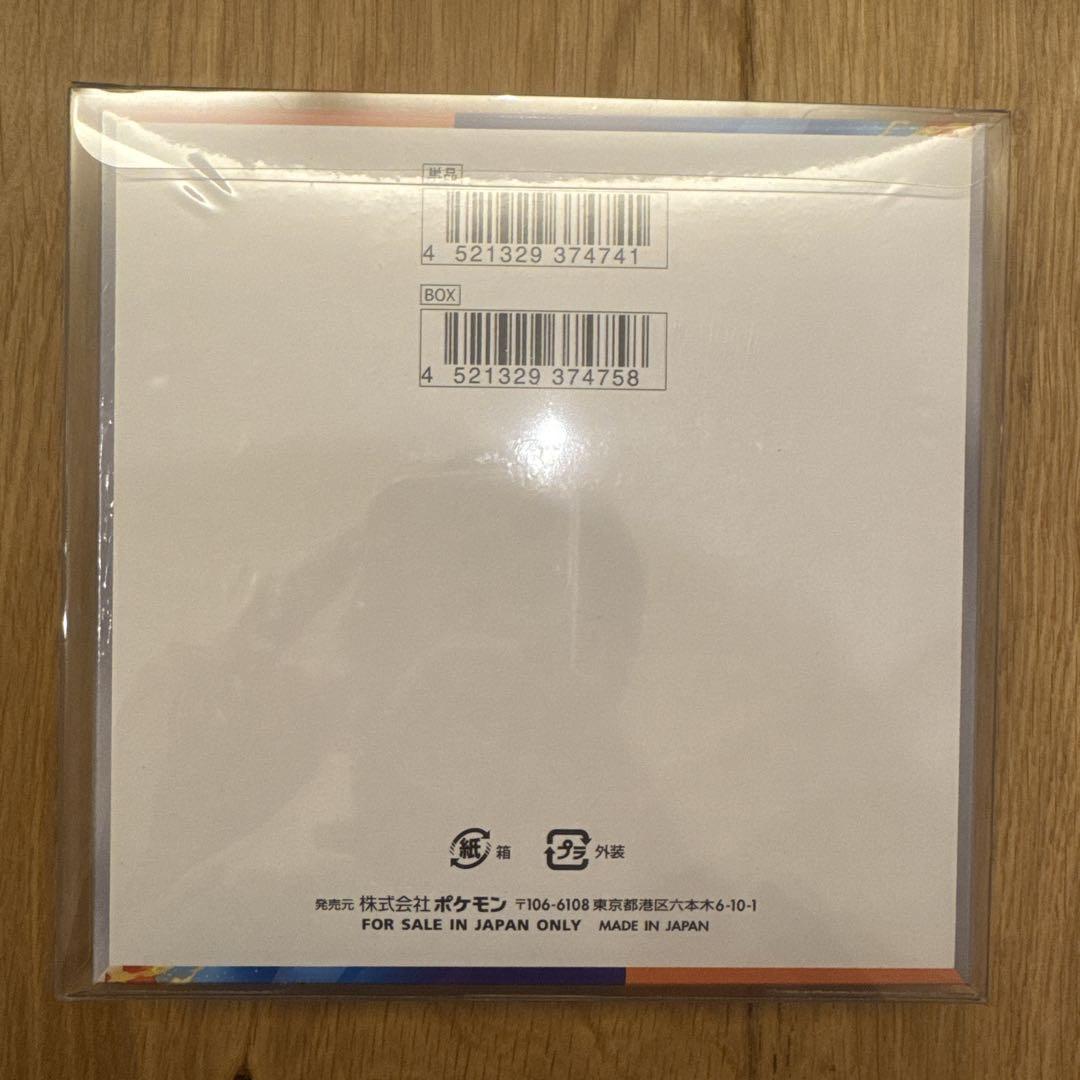 単品
4 521329 374741
BOX
4 521329 374758
紙 箱 プラ 外装
発売元 株式会社ポケモン 〒106-6108 東京都港区六本木6-10-1
FOR SALE IN JAPAN ONLY MADE IN JAPAN